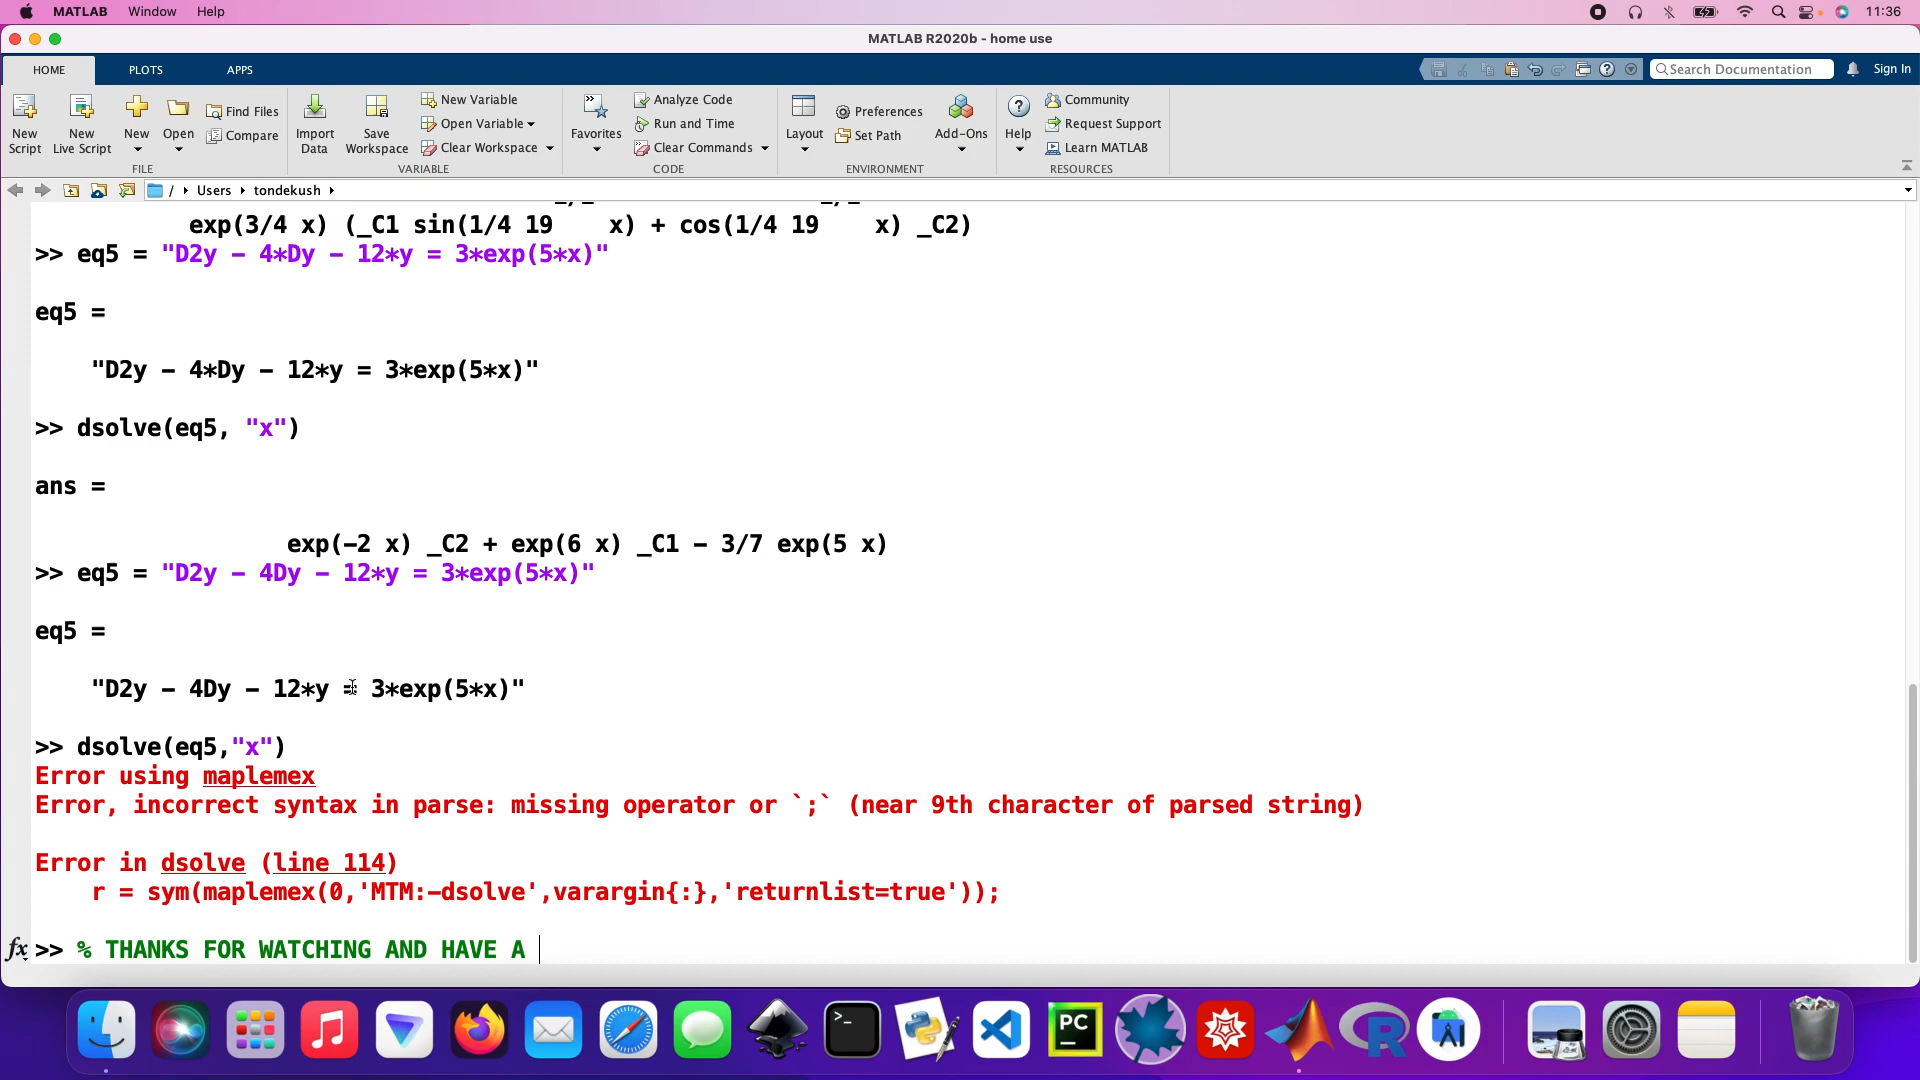 MATLAB Window Help 11:36
MATLAB R2020b - home use
HOME PLOTS APPS Search Documentation Sign In
New Script
New Live Script
New
Open
Find Files
Compare
FILE
Import Data
Save Workspace
New Variable
Open Variable
Clear Workspace
VARIABLE
Favorites
Analyze Code
Run and Time
Clear Commands
CODE
Layout
Preferences
Set Path
Add-Ons
ENVIRONMENT
Help
Community
Request Support
Learn MATLAB
RESOURCES
/ Users tondekush
exp(3/4 x) (_C1 sin(1/4 19    x) + cos(1/4 19    x) _C2)
>> eq5 = "D2y - 4*Dy - 12*y = 3*exp(5*x)"
eq5 =
"D2y - 4*Dy - 12*y = 3*exp(5*x)"
>> dsolve(eq5, "x")
ans =
exp(-2 x) _C2 + exp(6 x) _C1 - 3/7 exp(5 x)
>> eq5 = "D2y - 4Dy - 12*y = 3*exp(5*x)"
eq5 =
"D2y - 4Dy - 12*y = 3*exp(5*x)"
>> dsolve(eq5,"x")
Error using maplemex
Error, incorrect syntax in parse: missing operator or `;` (near 9th character of parsed string)
Error in dsolve (line 114)
r = sym(maplemex(0,'MTM:-dsolve',varargin{:},'returnlist=true'));
fx >> % THANKS FOR WATCHING AND HAVE A
>_ PC R